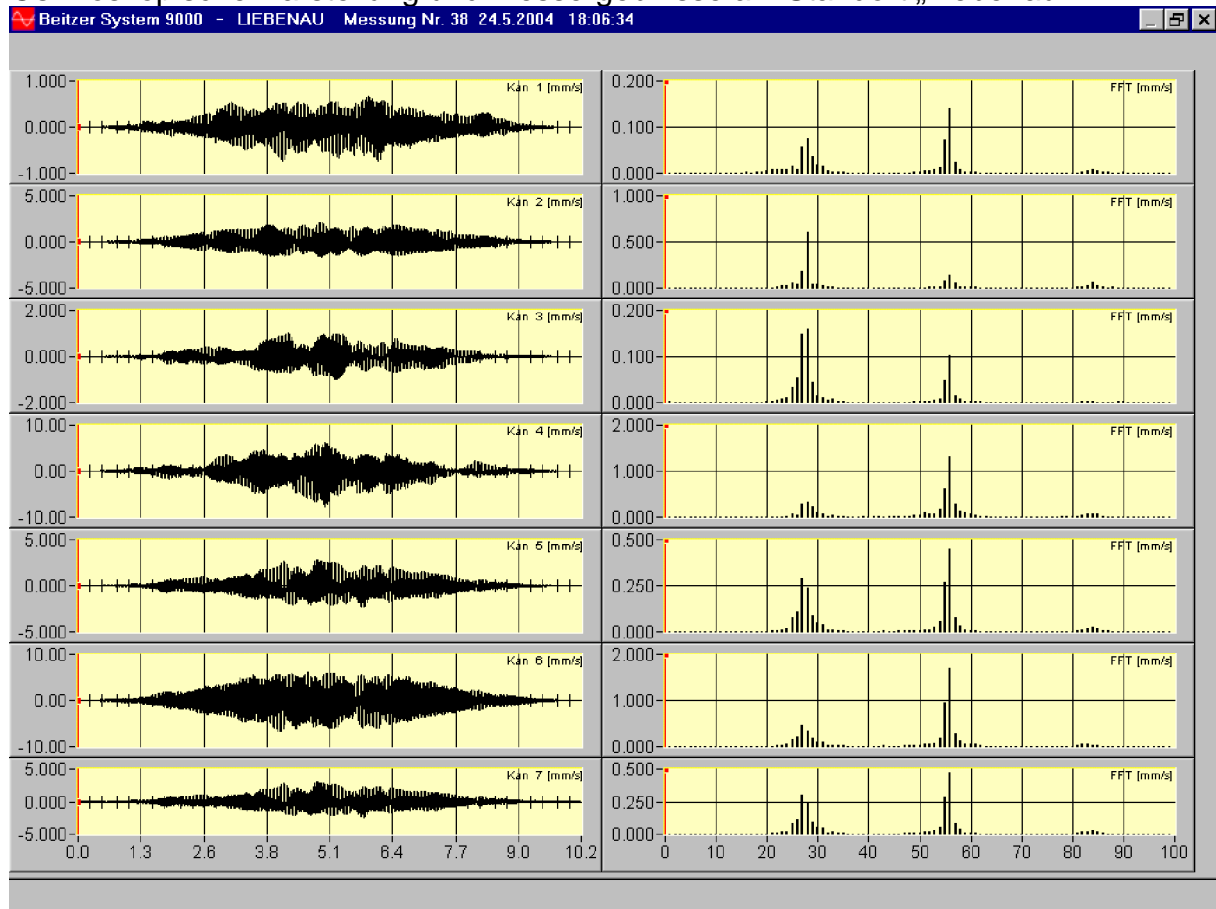 Beitzer System 9000 - LIEBENAU Messung Nr. 38 24.5.2004 18:06:34
1.000
0.000
-1.000
Kan 1 [mm/s]
0.200
0.100
0.000
FFT [mm/s]
5.000
0.000
-5.000
Kan 2 [mm/s]
1.000
0.500
0.000
FFT [mm/s]
2.000
0.000
-2.000
Kan 3 [mm/s]
0.200
0.100
0.000
FFT [mm/s]
10.00
0.00
-10.00
Kan 4 [mm/s]
2.000
1.000
0.000
FFT [mm/s]
5.000
0.000
-5.000
Kan 5 [mm/s]
0.500
0.250
0.000
FFT [mm/s]
10.00
0.00
-10.00
Kan 6 [mm/s]
2.000
1.000
0.000
FFT [mm/s]
5.000
0.000
-5.000
Kan 7 [mm/s]
0.500
0.250
0.000
FFT [mm/s]
0.0 1.3 2.6 3.8 5.1 6.4 7.7 9.0 10.2
0 10 20 30 40 50 60 70 80 90 100